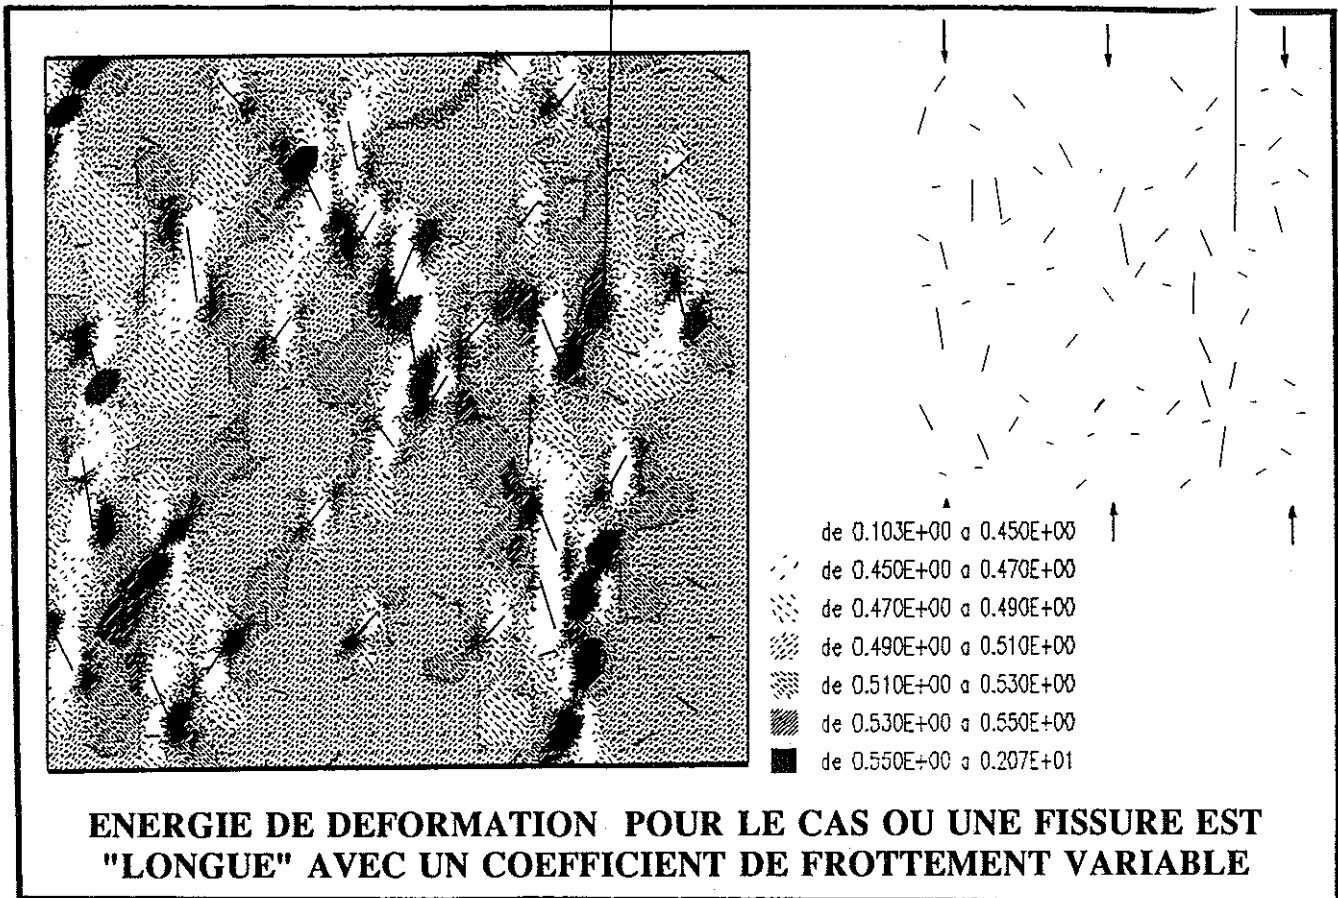 de 0.103E+00 a 0.450E+00
de 0.450E+00 a 0.470E+00
de 0.470E+00 a 0.490E+00
de 0.490E+00 a 0.510E+00
de 0.510E+00 a 0.530E+00
de 0.530E+00 a 0.550E+00
de 0.550E+00 a 0.207E+01
ENERGIE DE DEFORMATION POUR LE CAS OU UNE FISSURE EST
"LONGUE" AVEC UN COEFFICIENT DE FROTTEMENT VARIABLE